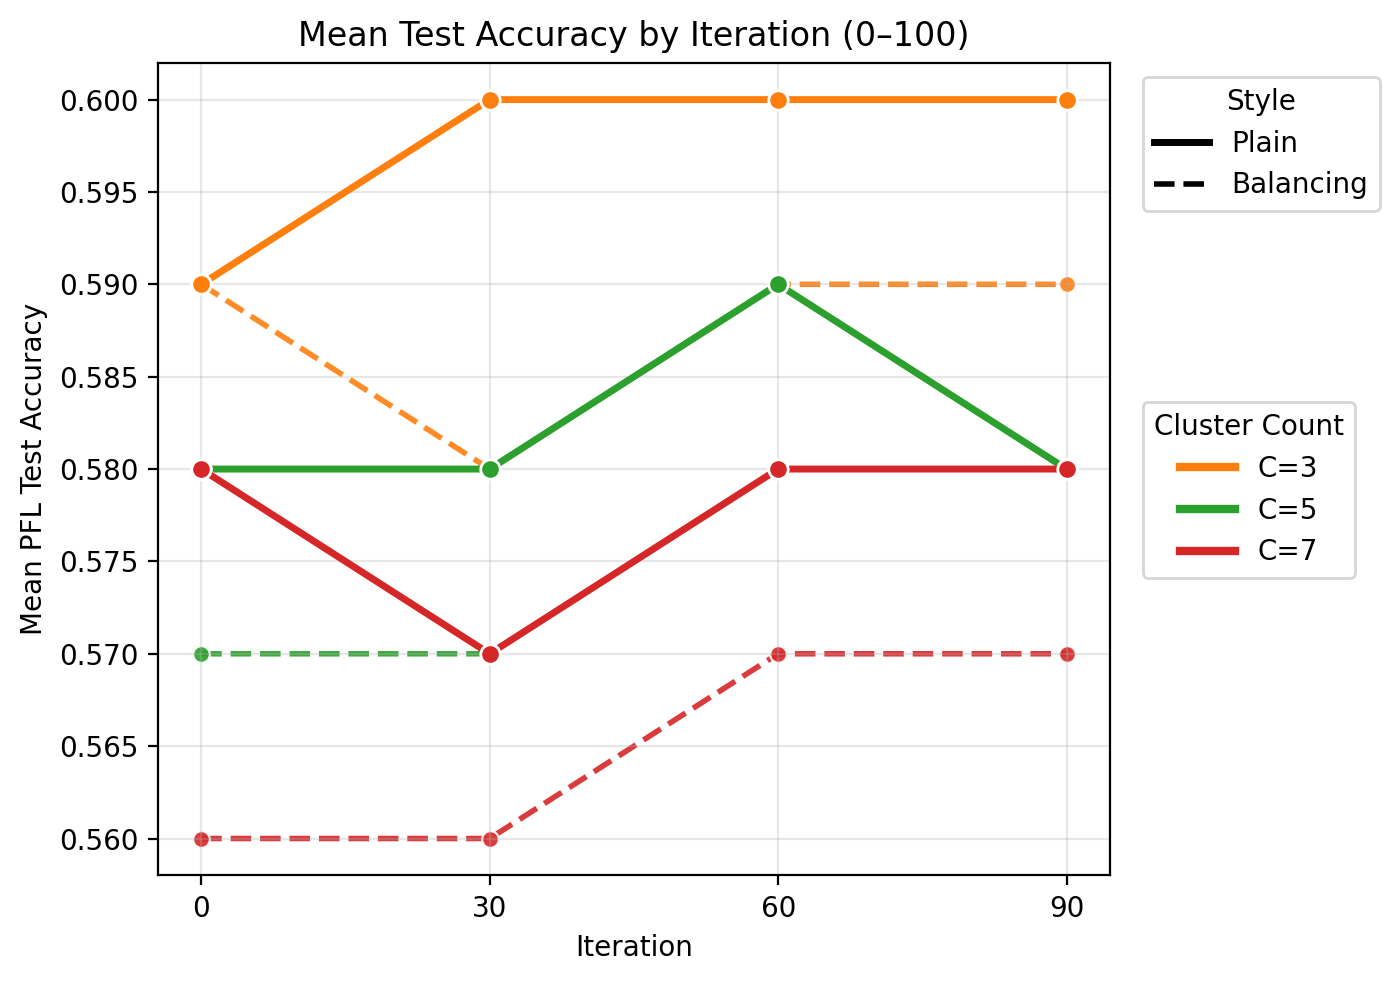 Mean Test Accuracy by Iteration (0–100)
Mean PFL Test Accuracy
0.600
0.595
0.590
0.585
0.580
0.575
0.570
0.565
0.560
0
30
60
90
Iteration
Style
Plain
Balancing
Cluster Count
C=3
C=5
C=7